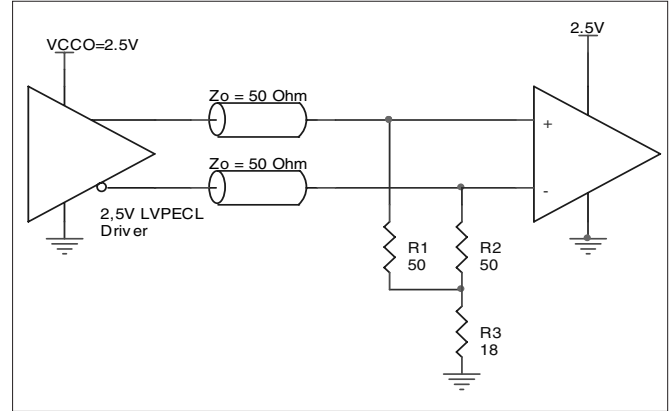 VCCO=2.5V
2.5V
Zo = 50 Ohm
+
Zo = 50 Ohm
-
2,5V LVPECL
Driver
R1
50
R2
50
R3
18